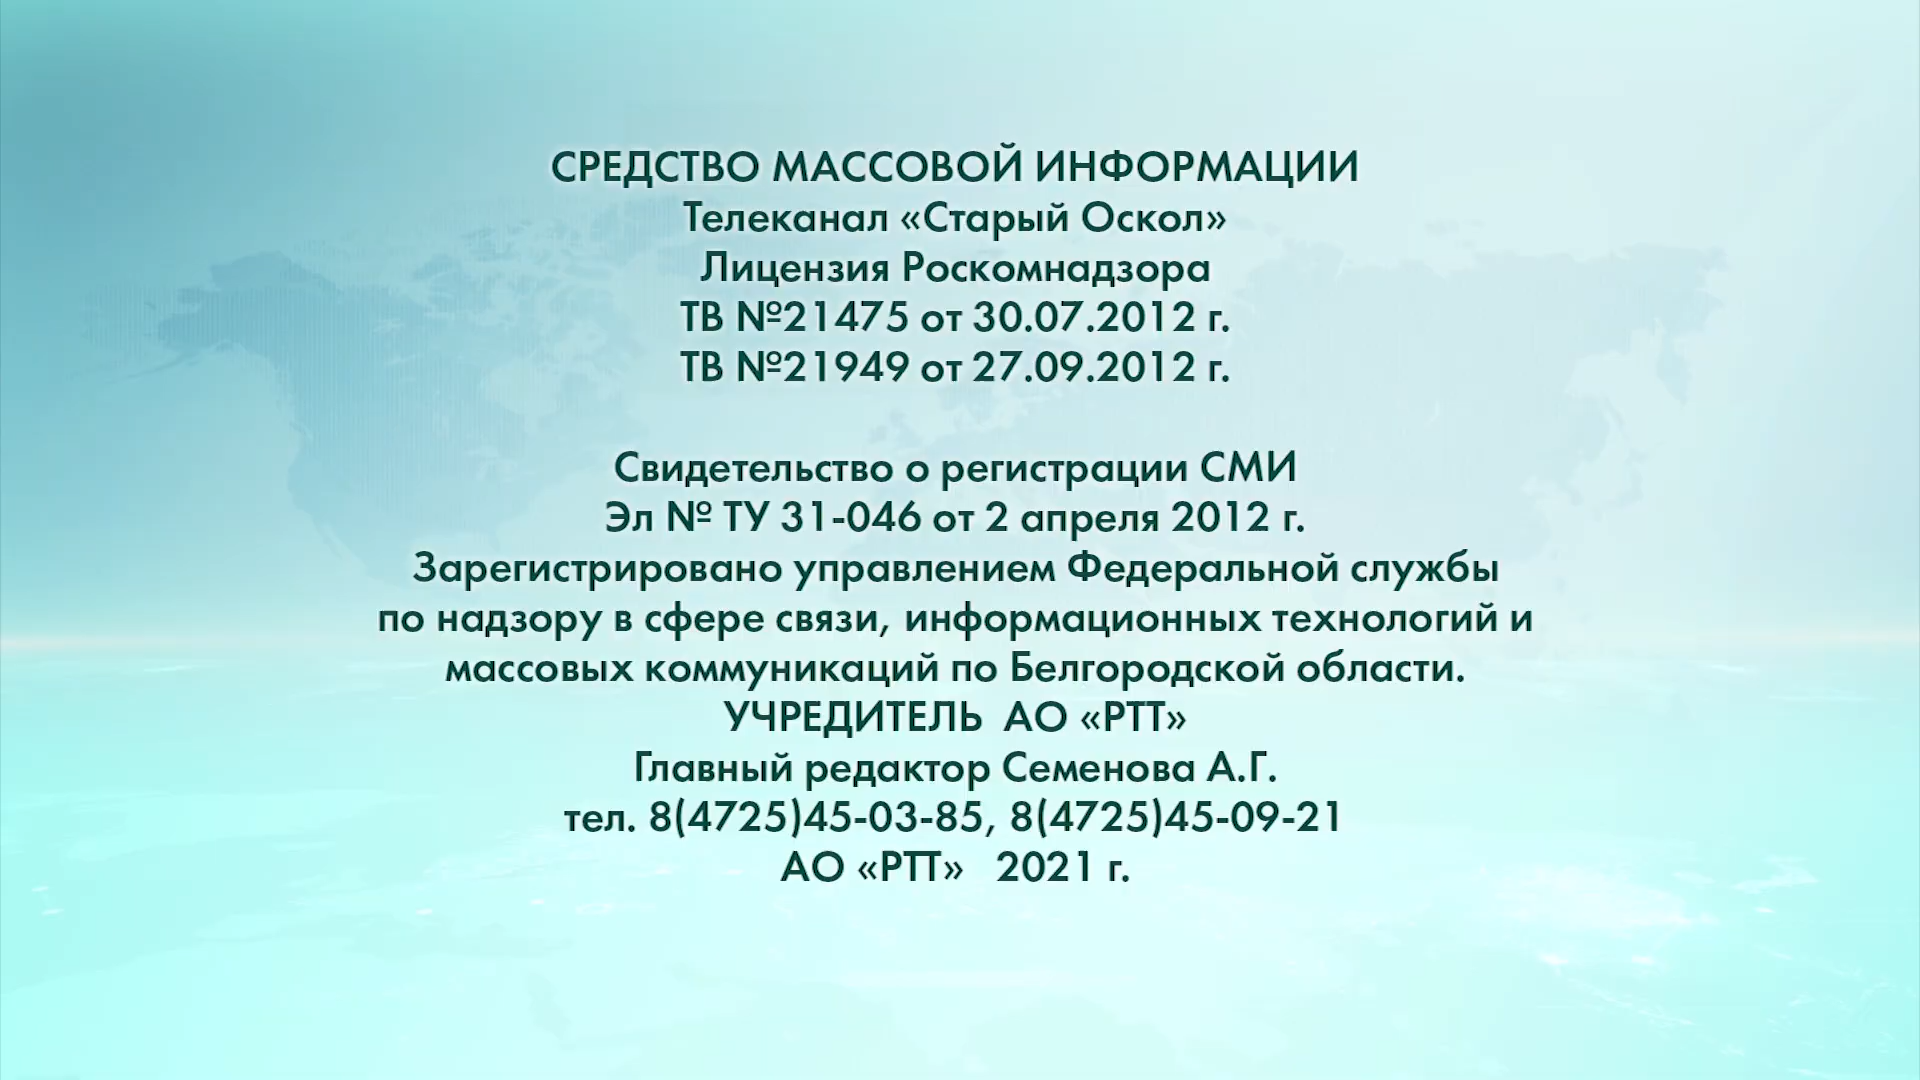 СРЕДСТВО МАССОВОЙ ИНФОРМАЦИИ
Телеканал «Старый Оскол»
Лицензия Роскомнадзора
ТВ №21475 от 30.07.2012 г.
ТВ №21949 от 27.09.2012 г.
Свидетельство о регистрации СМИ
Эл № ТУ 31-046 от 2 апреля 2012 г.
Зарегистрировано управлением Федеральной службы
по надзору в сфере связи, информационных технологий и
массовых коммуникаций по Белгородской области.
УЧРЕДИТЕЛЬ  АО «РТТ»
Главный редактор Семенова А.Г.
тел. 8(4725)45-03-85, 8(4725)45-09-21
АО «РТТ»   2021 г.